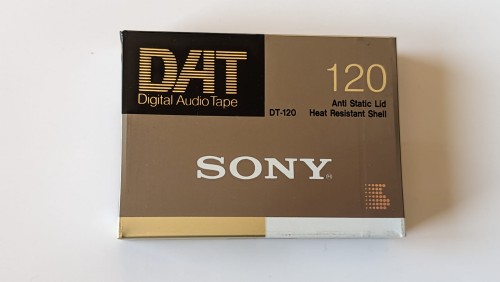 DAT
Digital Audio Tape
DT-120
120
Anti Static Lid
Heat Resistant Shell
SONY®